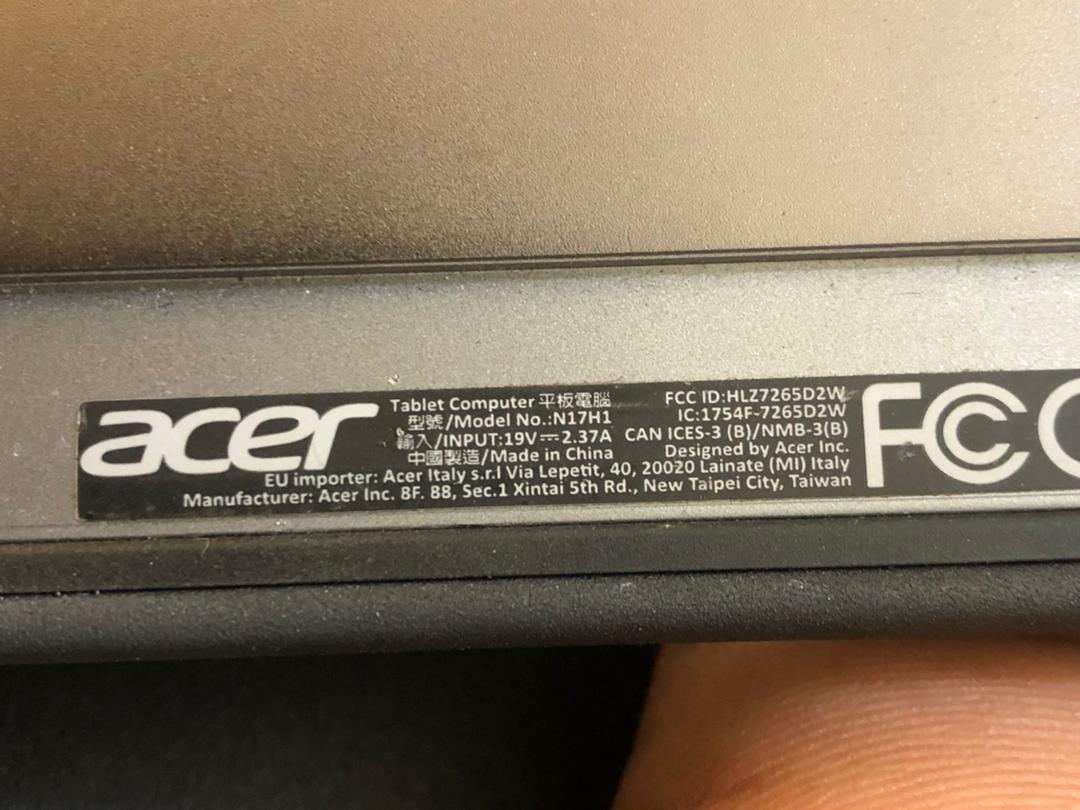 acer
Tablet Computer 平板電腦
型號/Model No.:N17H1
輸入/INPUT:19V⎓2.37A
中國製造/Made in China
FCC ID:HLZ7265D2W
IC:1754F-7265D2W
CAN ICES-3 (B)/NMB-3(B)
Designed by Acer Inc.
EU importer: Acer Italy s.r.l Via Lepetit, 40, 20020 Lainate (MI) Italy
Manufacturer: Acer Inc. 8F. 88, Sec.1 Xintai 5th Rd., New Taipei City, Taiwan
FC